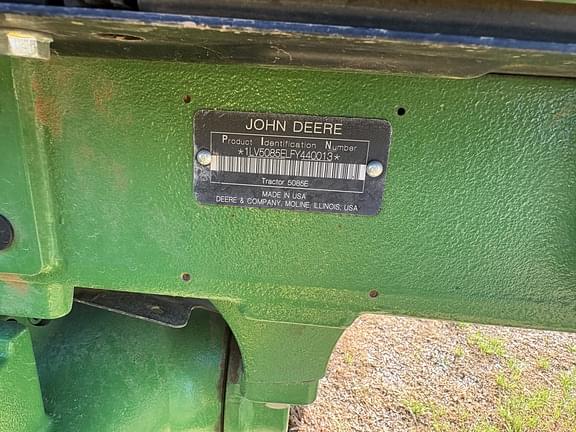 JOHN DEERE
Product Identification Number
*1LV5085ELFY440013*
Tractor 5085E
MADE IN USA
DEERE & COMPANY, MOLINE, ILLINOIS, USA